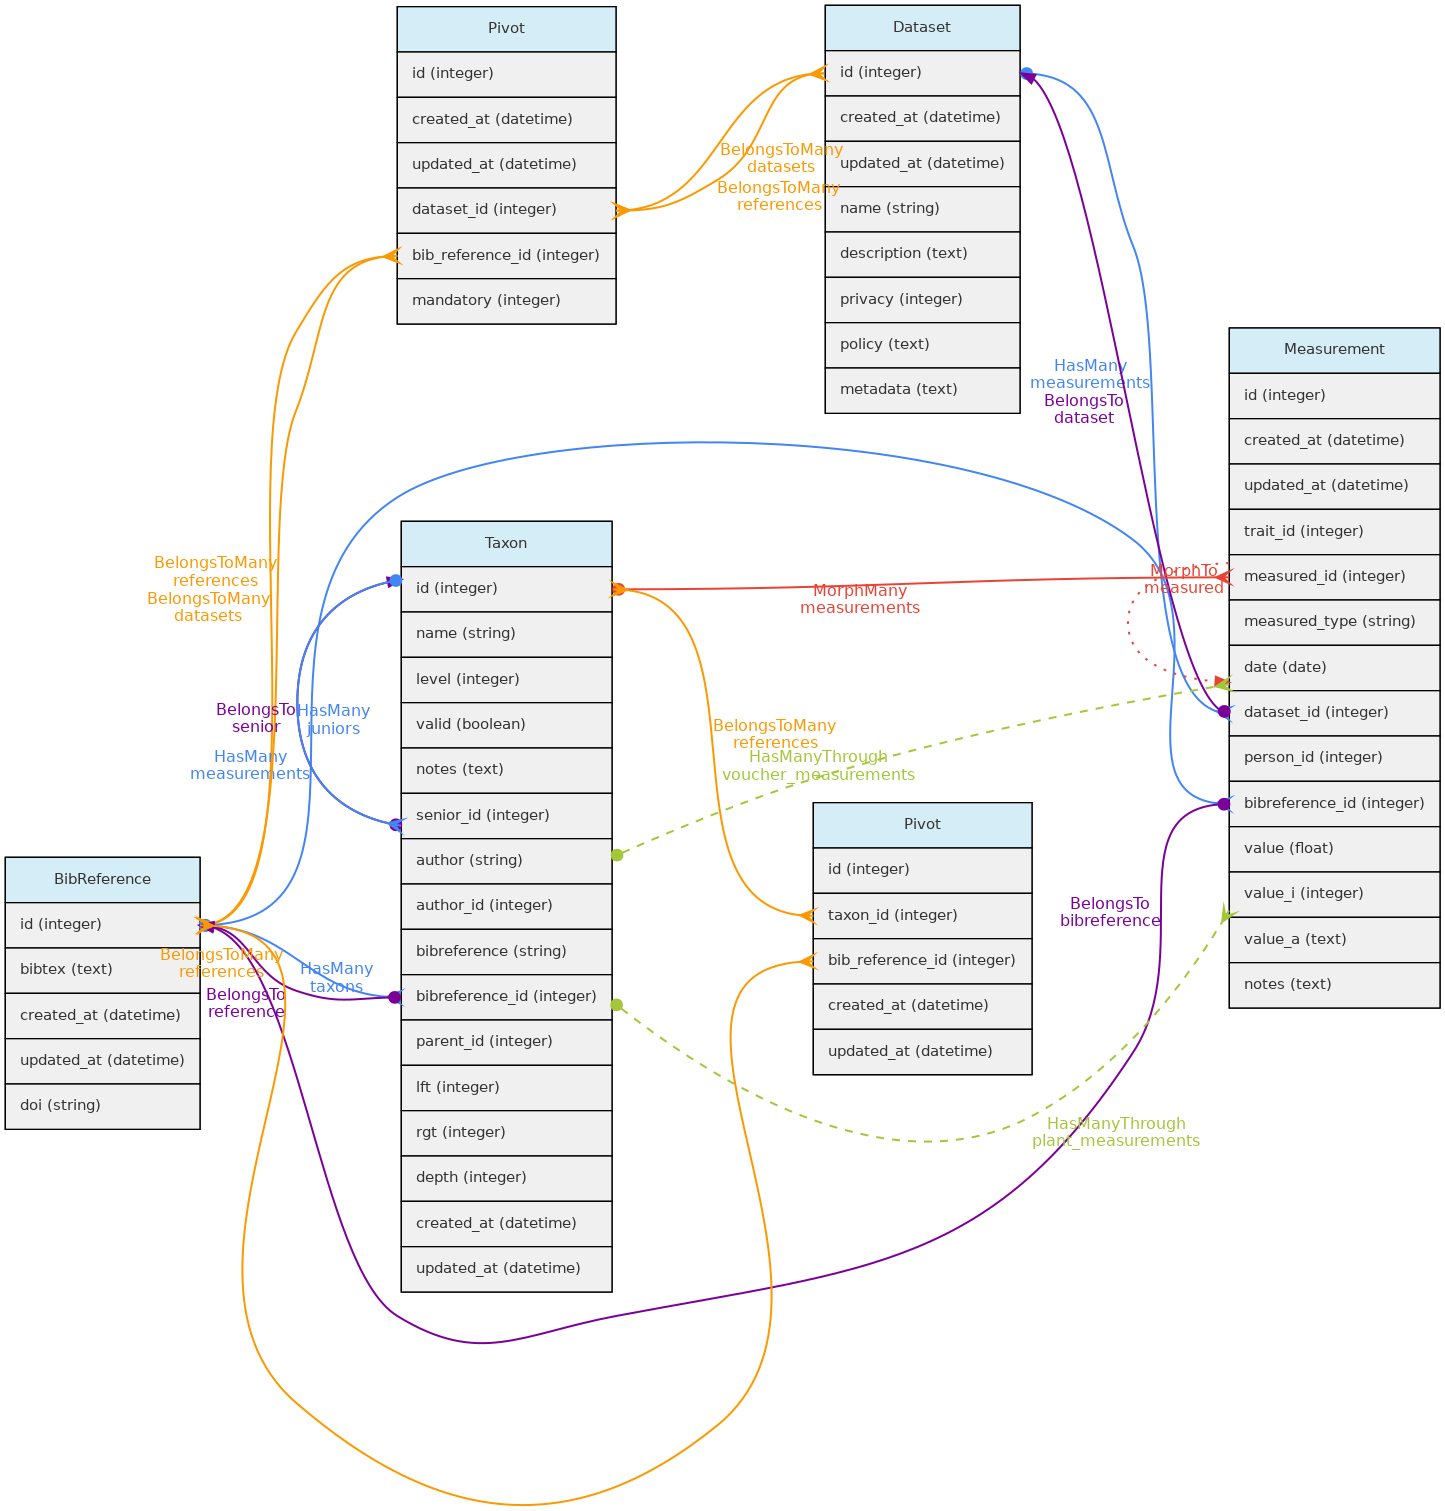 Pivot
id (integer)
created_at (datetime)
updated_at (datetime)
dataset_id (integer)
bib_reference_id (integer)
mandatory (integer)
Dataset
id (integer)
created_at (datetime)
updated_at (datetime)
name (string)
description (text)
privacy (integer)
policy (text)
metadata (text)
BelongsToMany
datasets
BelongsToMany
references
Measurement
id (integer)
created_at (datetime)
updated_at (datetime)
trait_id (integer)
measured_id (integer)
measured_type (string)
date (date)
dataset_id (integer)
person_id (integer)
bibreference_id (integer)
value (float)
value_i (integer)
value_a (text)
notes (text)
HasMany
measurements
BelongsTo
dataset
MorphTo
measured
MorphMany
measurements
Taxon
id (integer)
name (string)
level (integer)
valid (boolean)
notes (text)
senior_id (integer)
author (string)
author_id (integer)
bibreference (string)
bibreference_id (integer)
parent_id (integer)
lft (integer)
rgt (integer)
depth (integer)
created_at (datetime)
updated_at (datetime)
BelongsToMany
references
BelongsToMany
datasets
BelongsTo
senior
HasMany
juniors
HasMany
measurements
BelongsToMany
references
HasManyThrough
voucher_measurements
Pivot
id (integer)
taxon_id (integer)
bib_reference_id (integer)
created_at (datetime)
updated_at (datetime)
BelongsTo
bibreference
HasManyThrough
plant_measurements
BibReference
id (integer)
bibtex (text)
created_at (datetime)
updated_at (datetime)
doi (string)
BelongsToMany
references
HasMany
taxons
BelongsTo
reference